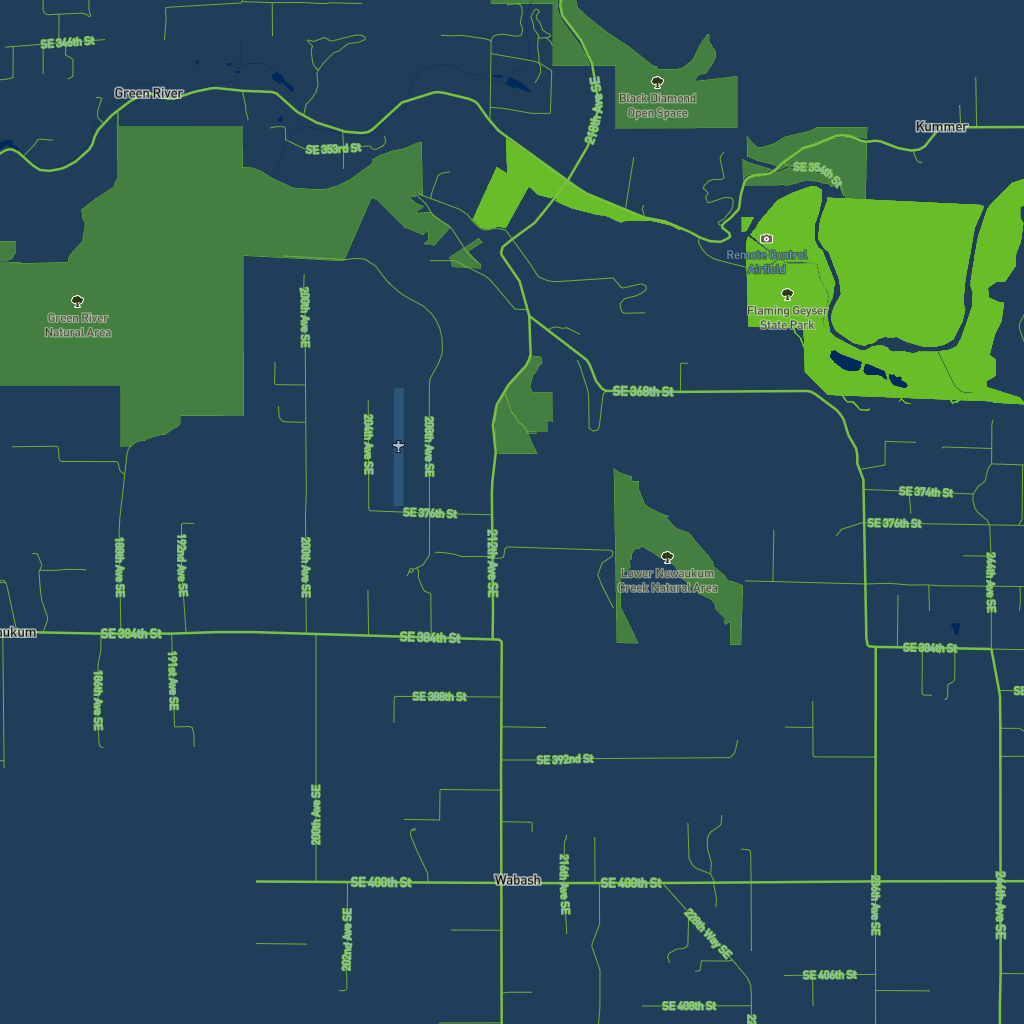 SE 346th St
Green River
218th Ave SE
Black Diamond
Open Space
Kummer
SE 353rd St
SE 354th St
Remote Control
Airfield
Green River
Natural Area
200th Ave SE
Flaming Geyser
State Park
SE 368th St
204th Ave SE
208th Ave SE
SE 374th St
SE 376th St
SE 376th St
188th Ave SE
192nd Ave SE
200th Ave SE
212th Ave SE
Lower Newaukum
Creek Natural Area
244th Ave SE
aukum
SE 384th St
SE 384th St
SE 384th St
186th Ave SE
191st Ave SE
SE 388th St
SE
SE 392nd St
200th Ave SE
SE 400th St
Wabash
216th Ave SE
SE 400th St
236th Ave SE
244th Ave SE
202nd Ave SE
228th Way SE
SE 406th St
SE 408th St
22